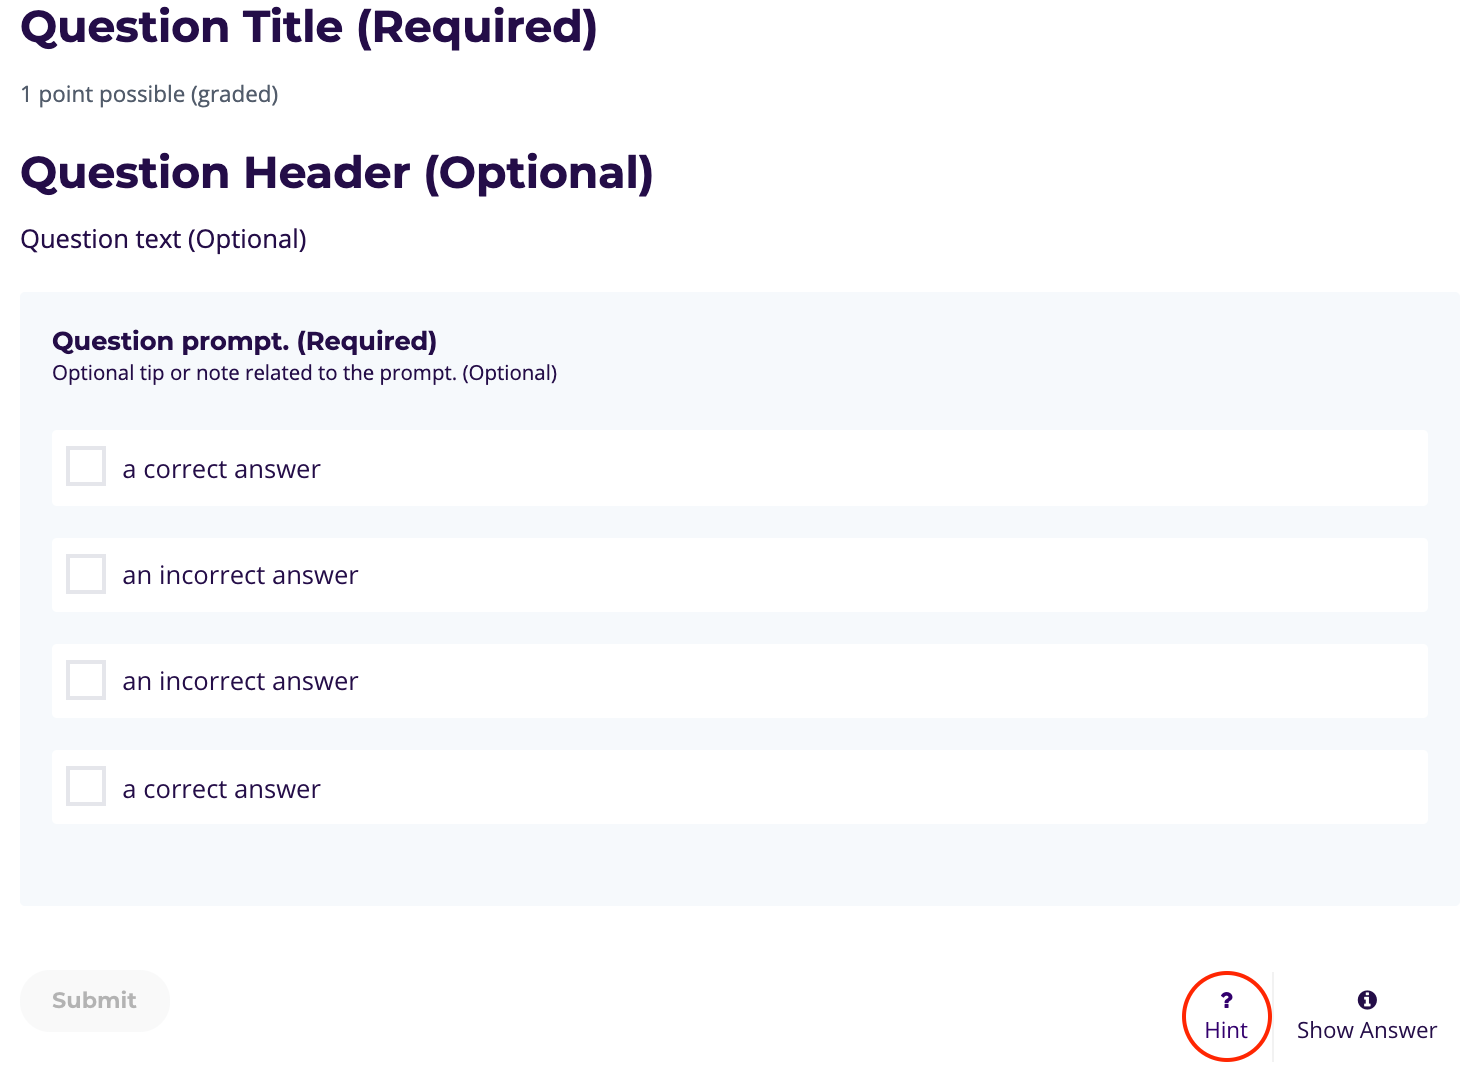 Question Title (Required)
1 point possible (graded)
Question Header (Optional)
Question text (Optional)
Question prompt. (Required)
Optional tip or note related to the prompt. (Optional)
a correct answer
an incorrect answer
an incorrect answer
a correct answer
Submit
?
Hint
Show Answer